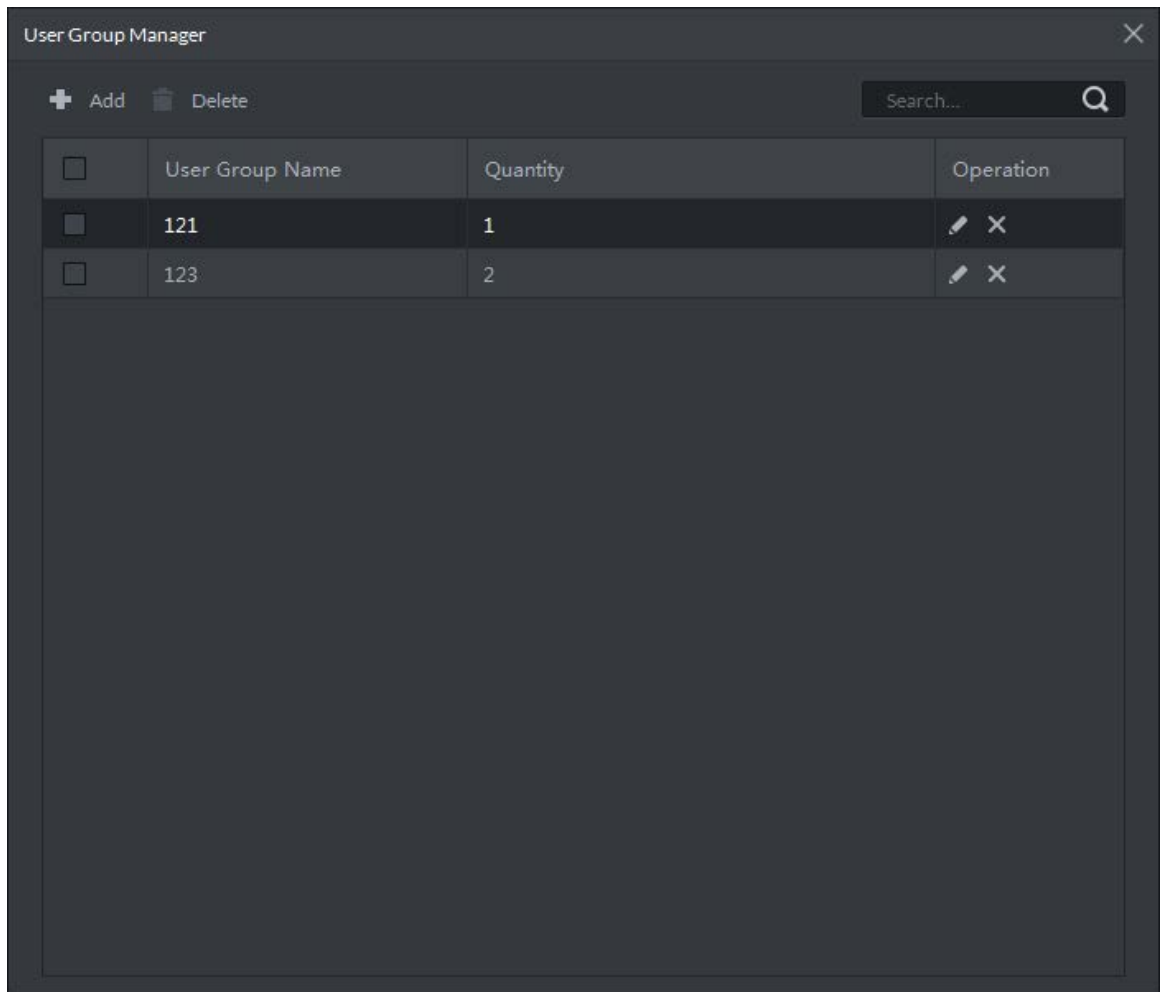 User Group Manager
Add Delete Search...
User Group Name Quantity Operation
121 1
123 2